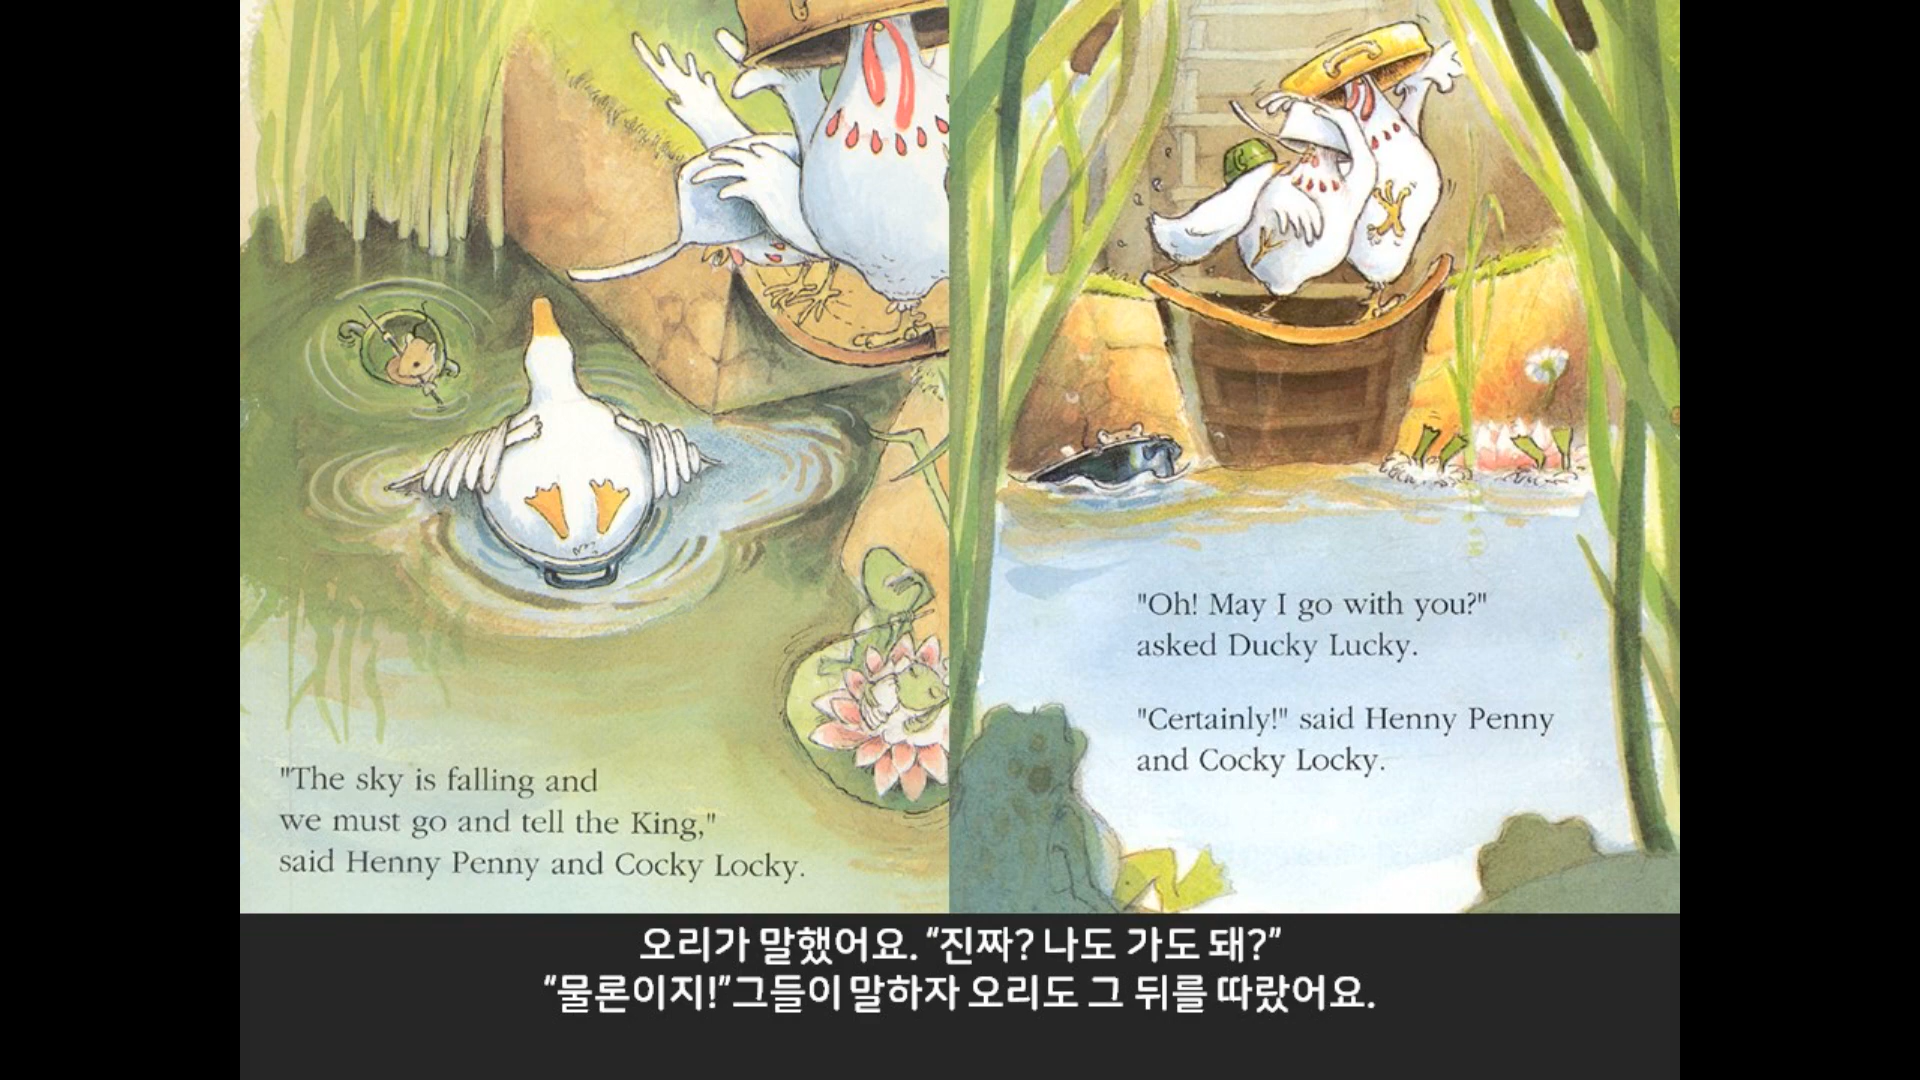 "The sky is falling and
we must go and tell the King,"
said Henny Penny and Cocky Locky.
"Oh! May I go with you?"
asked Ducky Lucky.
"Certainly!" said Henny Penny
and Cocky Locky.
오리가 말했어요. “진짜? 나도 가도 돼?”
“물론이지!”그들이 말하자 오리도 그 뒤를 따랐어요.